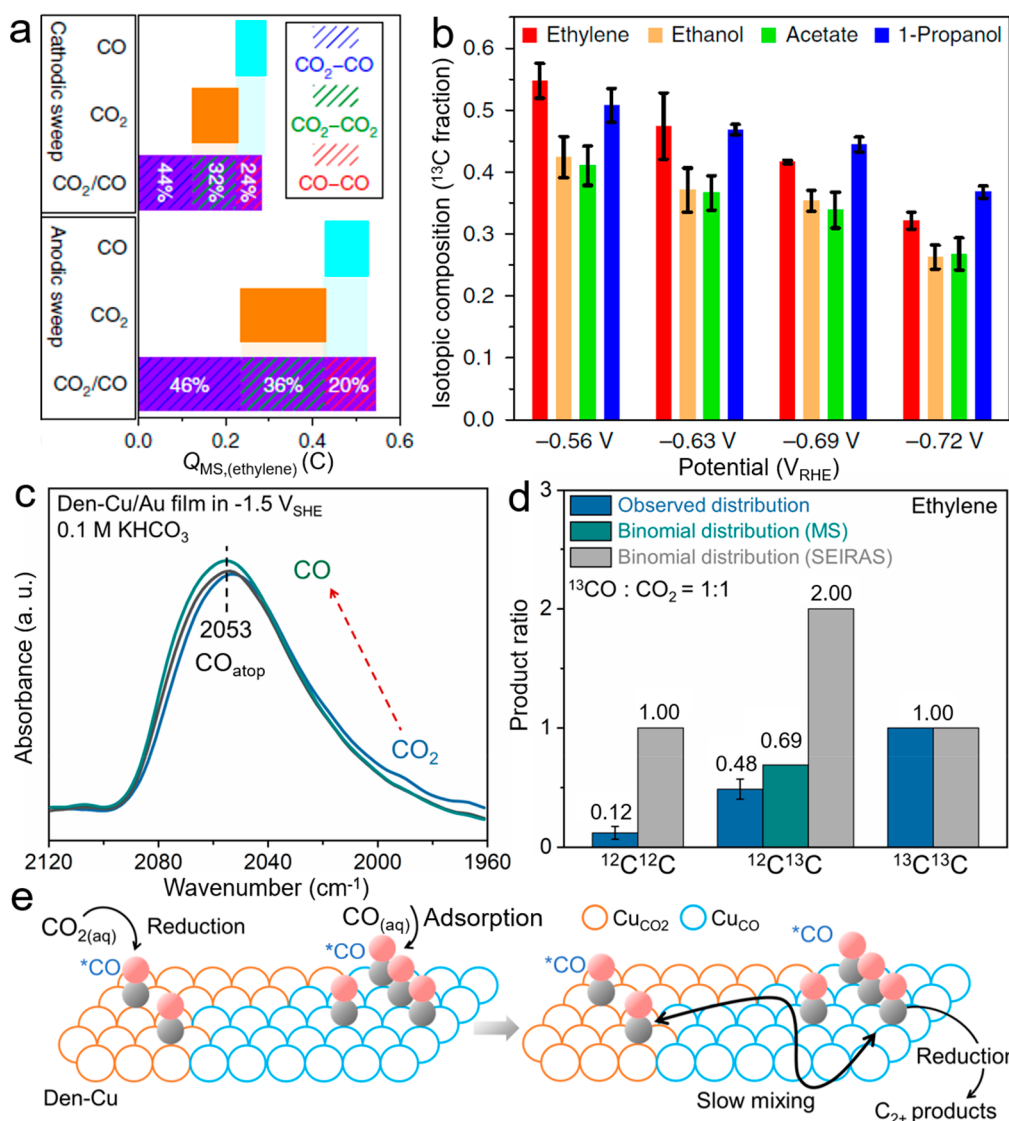 a
Cathodic sweep
CO
CO2
CO2/CO
44%
32%
24%
CO2–CO
CO2–CO2
CO–CO
Anodic sweep
CO
CO2
CO2/CO
46%
36%
20%
0.0
0.2
0.4
0.6
QMS,(ethylene) (C)
b
Isotopic composition (13C fraction)
Ethylene
Ethanol
Acetate
1-Propanol
0.6
0.5
0.4
0.3
0.2
0.1
0.0
–0.56 V
–0.63 V
–0.69 V
–0.72 V
Potential (VRHE)
c
Den-Cu/Au film in -1.5 VSHE
0.1 M KHCO3
CO
2053
COatop
CO2
Absorbance (a. u.)
2120
2080
2040
2000
1960
Wavenumber (cm-1)
d
Product ratio
3
2
1
0
Observed distribution
Ethylene
Binomial distribution (MS)
Binomial distribution (SEIRAS)
13CO : CO2 = 1:1
0.12
1.00
0.48
0.69
2.00
1.00
12C12C
12C13C
13C13C
e
CO2(aq)
Reduction
*CO
CO(aq)
Adsorption
*CO
CuCO2
CuCO
*CO
*CO
Den-Cu
Slow mixing
Reduction
C2+ products